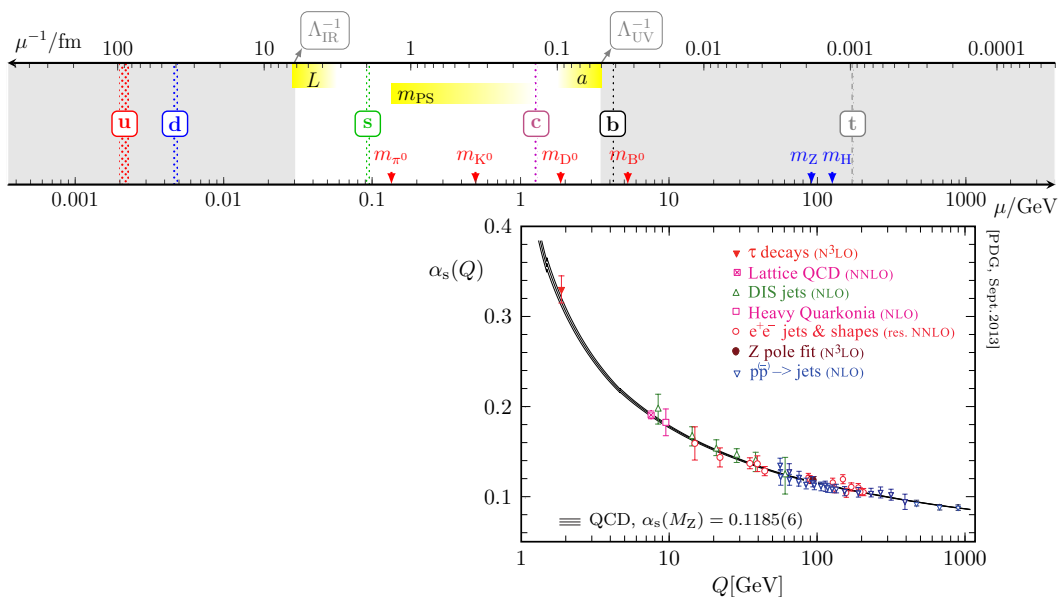 Λ_IR^-1 Λ_UV^-1
μ^-1/fm 100 10 1 0.1 0.01 0.001 0.0001
L a
m_PS
u d s c b t
m_π⁰ m_K⁰ m_D⁰ m_B⁰ m_Z m_H
0.001 0.01 0.1 1 10 100 1000 μ/GeV
0.4
α_s(Q)
0.3
0.2
0.1
τ decays (N³LO)
Lattice QCD (NNLO)
DIS jets (NLO)
Heavy Quarkonia (NLO)
e⁺e⁻ jets & shapes (res. NNLO)
Z pole fit (N³LO)
pp^(–) –> jets (NLO)
QCD, α_s(M_Z) = 0.1185(6)
1 10 100 1000
Q[GeV]
[PDG, Sept.2013]